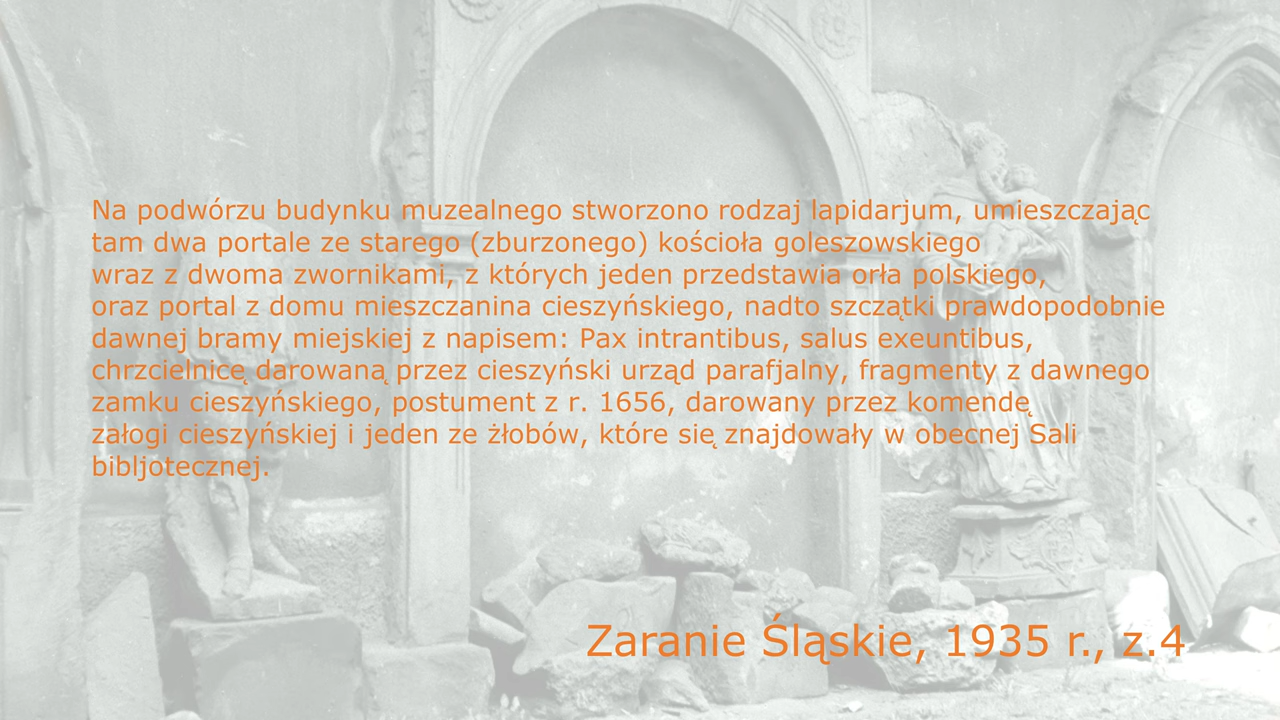 Na podwórzu budynku muzealnego stworzono rodzaj lapidarjum, umieszczając
tam dwa portale ze starego (zburzonego) kościoła goleszowskiego
wraz z dwoma zwornikami, z których jeden przedstawia orła polskiego,
oraz portal z domu mieszczanina cieszyńskiego, nadto szczątki prawdopodobnie
dawnej bramy miejskiej z napisem: Pax intrantibus, salus exeuntibus,
chrzcielnicę darowaną przez cieszyński urząd parafjalny, fragmenty z dawnego
zamku cieszyńskiego, postument z r. 1656, darowany przez komendę
załogi cieszyńskiej i jeden ze żłobów, które się znajdowały w obecnej Sali
bibljotecznej.
Zaranie Śląskie, 1935 r., z.4